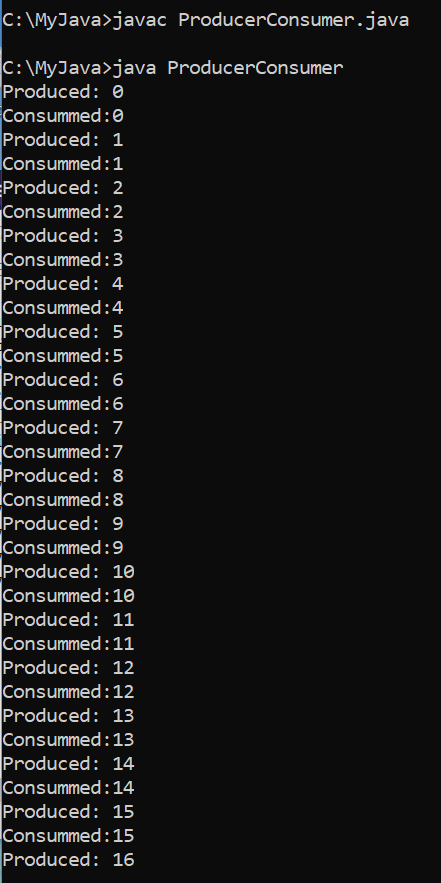 C:\MyJava>javac ProducerConsumer.java
C:\MyJava>java ProducerConsumer
Produced: 0
Consummed:0
Produced: 1
Consummed:1
Produced: 2
Consummed:2
Produced: 3
Consummed:3
Produced: 4
Consummed:4
Produced: 5
Consummed:5
Produced: 6
Consummed:6
Produced: 7
Consummed:7
Produced: 8
Consummed:8
Produced: 9
Consummed:9
Produced: 10
Consummed:10
Produced: 11
Consummed:11
Produced: 12
Consummed:12
Produced: 13
Consummed:13
Produced: 14
Consummed:14
Produced: 15
Consummed:15
Produced: 16